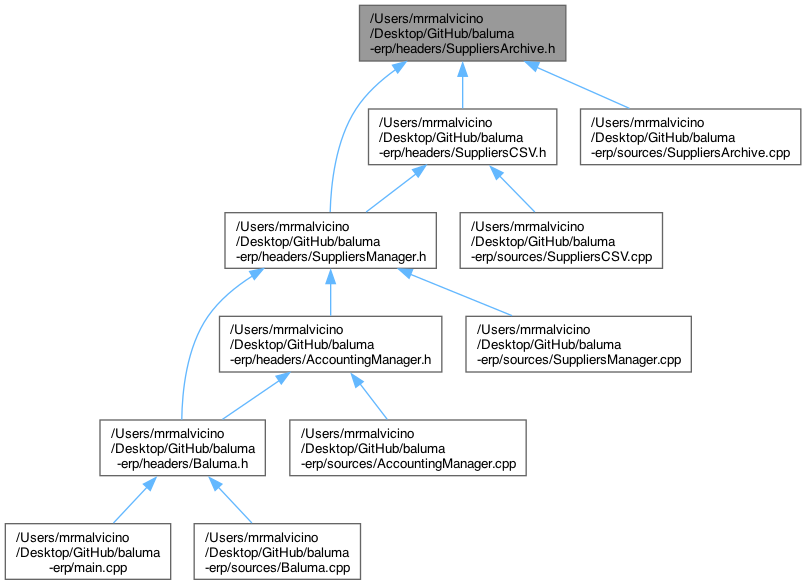 /Users/mrmalvicino
/Desktop/GitHub/baluma
-erp/headers/SuppliersArchive.h
/Users/mrmalvicino
/Desktop/GitHub/baluma
-erp/headers/SuppliersCSV.h
/Users/mrmalvicino
/Desktop/GitHub/baluma
-erp/sources/SuppliersArchive.cpp
/Users/mrmalvicino
/Desktop/GitHub/baluma
-erp/headers/SuppliersManager.h
/Users/mrmalvicino
/Desktop/GitHub/baluma
-erp/sources/SuppliersCSV.cpp
/Users/mrmalvicino
/Desktop/GitHub/baluma
-erp/headers/AccountingManager.h
/Users/mrmalvicino
/Desktop/GitHub/baluma
-erp/sources/SuppliersManager.cpp
/Users/mrmalvicino
/Desktop/GitHub/baluma
-erp/headers/Baluma.h
/Users/mrmalvicino
/Desktop/GitHub/baluma
-erp/sources/AccountingManager.cpp
/Users/mrmalvicino
/Desktop/GitHub/baluma
-erp/main.cpp
/Users/mrmalvicino
/Desktop/GitHub/baluma
-erp/sources/Baluma.cpp